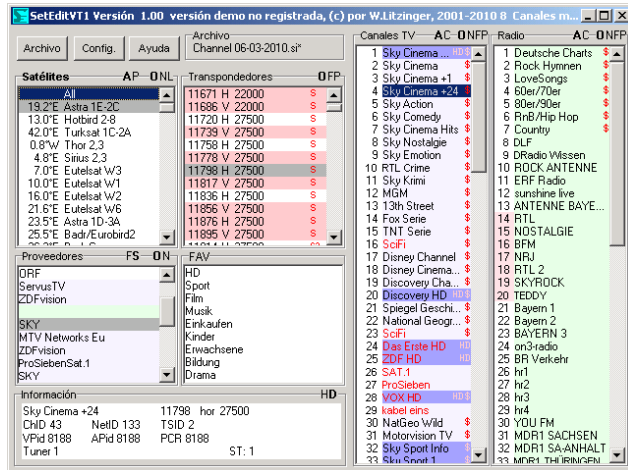 SetEditVT1 Versión 1.00 versión demo no registrada, (c) por W.Litzinger, 2001-2010 8 Canales m...
Archivo
Config.
Ayuda
Archivo
Channel 06-03-2010.si*
Satélites AP ONL
All
19.2°E Astra 1E-2C
13.0°E Hotbird 2-8
42.0°E Turksat 1C-2A
0.8°W Thor 2,3
4.8°E Sirius 2,3
7.0°E Eutelsat W3
10.0°E Eutelsat W1
16.0°E Eutelsat W2
21.6°E Eutelsat W6
23.5°E Astra 1D-3A
25.5°E Badr/Eurobird2
Transpondedores OFP
11671 H 22000 S
11686 V 22000 S
11720 H 27500 S
11739 V 27500 S
11758 H 27500 S
11778 V 27500 S
11798 H 27500 S
11817 V 27500 S
11836 H 27500 S
11856 V 27500 S
11876 H 27500 S
11895 V 27500 S
11914 H 27500 S2
Proveedores FS ON
ORF
ServusTV
ZDFvision
SKY
MTV Networks Eu
ZDFvision
ProSiebenSat.1
SKY
FAV
HD
Sport
Film
Musik
Einkaufen
Kinder
Erwachsene
Bildung
Drama
Información HD-
Sky Cinema +24 11798 hor 27500
ChID 43 NetID 133 TSID 2
VPid 8188 APid 8188 PCR 8188
Tuner 1 ST: 1
Canales TV AC ONFP
1 Sky Cinema ... HD$
2 Sky Cinema $
3 Sky Cinema +1 $
4 Sky Cinema +24 $
5 Sky Action $
6 Sky Comedy $
7 Sky Cinema Hits $
8 Sky Nostalgie $
9 Sky Emotion $
10 RTL Crime $
11 Sky Krimi $
12 MGM $
13 13th Street $
14 Fox Serie $
15 TNT Serie $
16 SciFi $
17 Disney Channel $
18 Disney Cinema... $
19 Discovery Cha... $
20 Discovery HD HD$
21 Spiegel Geschi... $
22 National Geogr... $
23 SciFi $
24 Das Erste HD HD
25 ZDF HD HD
26 SAT.1
27 ProSieben
28 VOX HD HD$
29 kabel eins
30 NatGeo Wild $
31 Motorvision TV $
32 Sky Sport Info $
33 Sky Sport 1 $
Radio AC ONFP
1 Deutsche Charts $
2 Rock Hymnen $
3 LoveSongs $
4 60er/70er $
5 80er/90er $
6 RnB/Hip Hop $
7 Country $
8 DLF
9 DRadio Wissen
10 ROCK ANTENNE
11 ERF Radio
12 sunshine live
13 ANTENNE BAYE...
14 RTL
15 NOSTALGIE
16 BFM
17 NRJ
18 RTL 2
19 SKYROCK
20 TEDDY
21 Bayern 1
22 Bayern 2
23 BAYERN 3
24 on3-radio
25 BR Verkehr
26 hr1
27 hr2
28 hr3
29 hr4
30 YOU FM
31 MDR1 SACHSEN
32 MDR1 SA-ANHALT
33 MDR1 THÜRINGEN